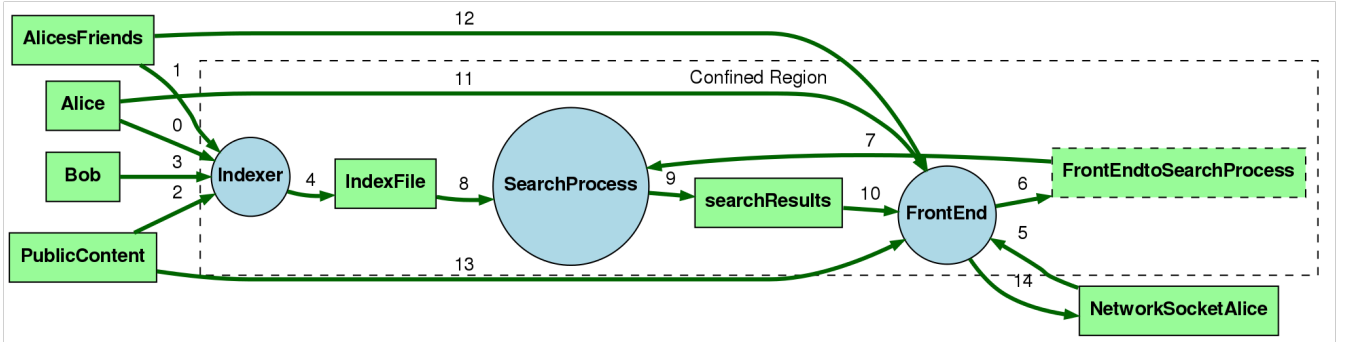 12
AlicesFriends
1
11
Confined Region
Alice
0
7
Bob
3
Indexer
4
IndexFile
8
SearchProcess
9
searchResults
10
FrontEnd
6
FrontEndtoSearchProcess
2
5
PublicContent
13
14
NetworkSocketAlice